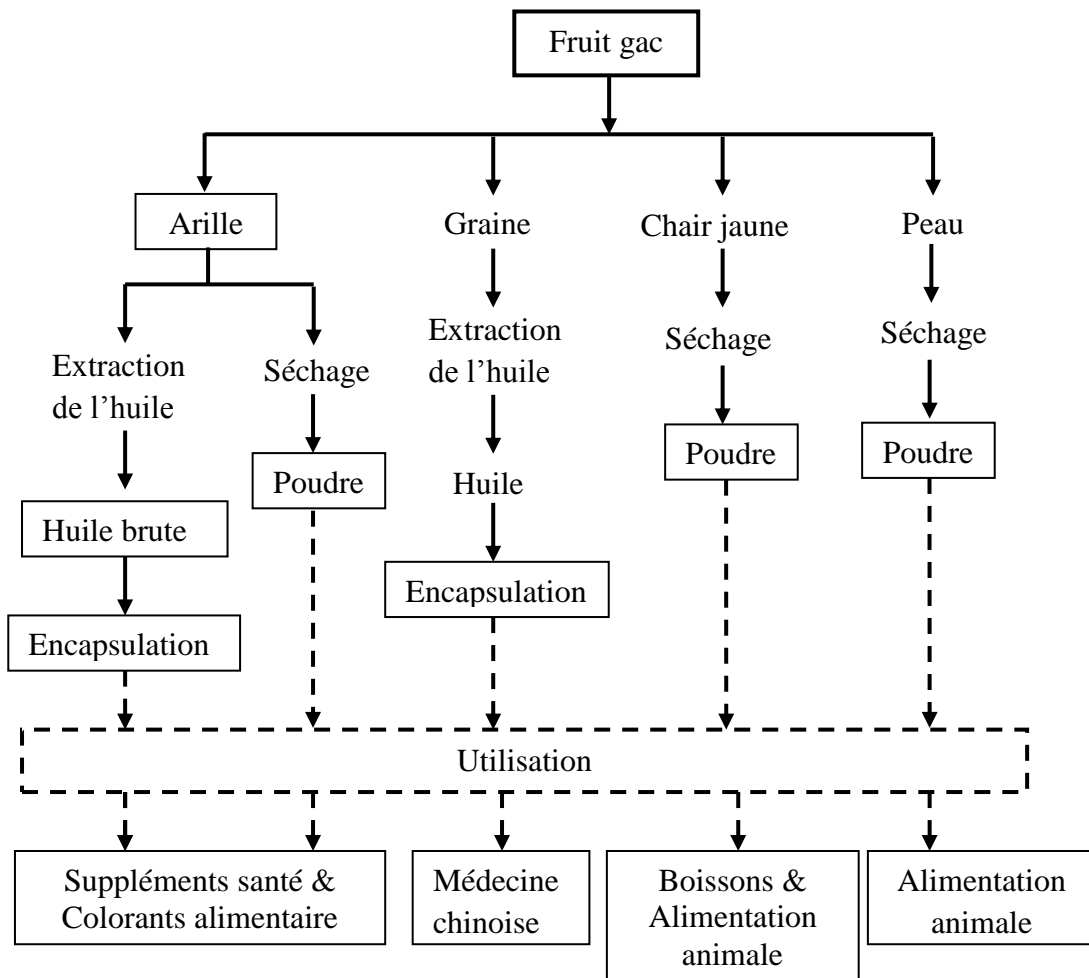 Fruit gac
Arille
Graine
Chair jaune
Peau
Extraction
de l’huile
Séchage
Extraction
de l’huile
Séchage
Séchage
Huile brute
Poudre
Huile
Poudre
Poudre
Encapsulation
Encapsulation
Utilisation
Suppléments santé &
Colorants alimentaire
Médecine
chinoise
Boissons &
Alimentation
animale
Alimentation
animale